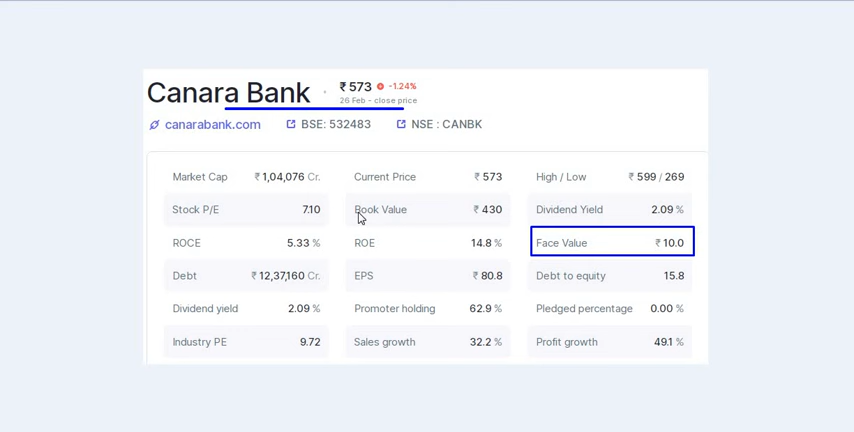 Canara Bank · ₹ 573 -1.24%
26 Feb - close price
canarabank.com BSE: 532483 NSE : CANBK
Market Cap ₹ 1,04,076 Cr. Current Price ₹ 573 High / Low ₹ 599 / 269
Stock P/E 7.10 Book Value ₹ 430 Dividend Yield 2.09 %
ROCE 5.33 % ROE 14.8 % Face Value ₹ 10.0
Debt ₹ 12,37,160 Cr. EPS ₹ 80.8 Debt to equity 15.8
Dividend yield 2.09 % Promoter holding 62.9 % Pledged percentage 0.00 %
Industry PE 9.72 Sales growth 32.2 % Profit growth 49.1 %